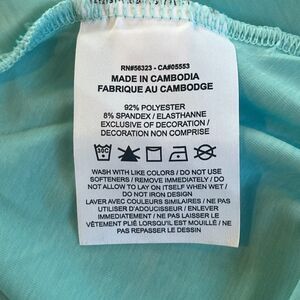 RN#56323 - CA#05553
MADE IN CAMBODIA
FABRIQUE AU CAMBODGE
92% POLYESTER
8% SPANDEX / ELASTHANNE
EXCLUSIVE OF DECORATION /
DECORATION NON COMPRISE
30C
WASH WITH LIKE COLORS / DO NOT USE
SOFTENERS / REMOVE IMMEDIATELY / DO
NOT ALLOW TO LAY ON ITSELF WHEN WET /
DO NOT IRON DESIGN
LAVER AVEC COULEURS SIMILAIRES / NE PAS
UTILISER D'ADOUCISSEUR / ENLEVER
IMMEDIATEMENT / NE PAS LAISSER LE
VÊTEMENT PLIÉ LORSQU'IL EST MOUILLÉ / NE
PAS REPASSER LE DESSIN